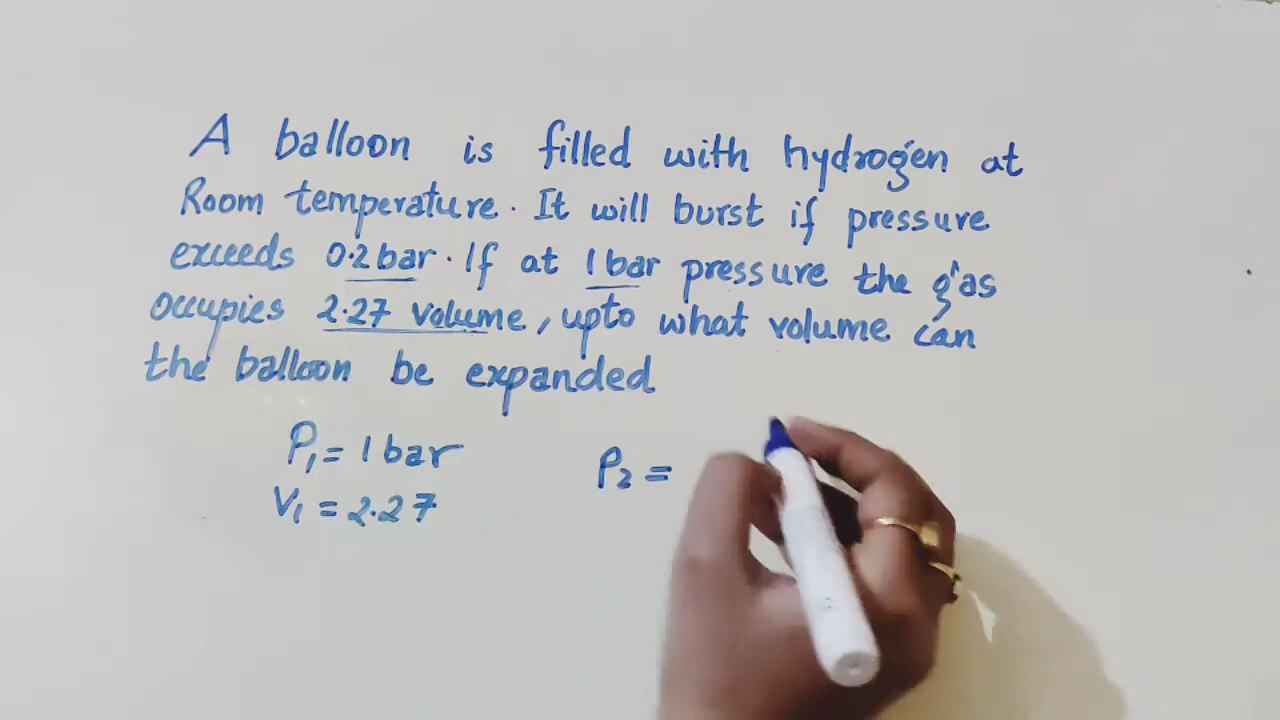 A balloon is filled with hydrogen at
Room temperature. It will burst if pressure
exceeds 0.2 bar. If at 1 bar pressure the gas
occupies 2.27 volume, upto what volume can
the balloon be expanded
P₁ = 1 bar
P₂ =
V₁ = 2.27